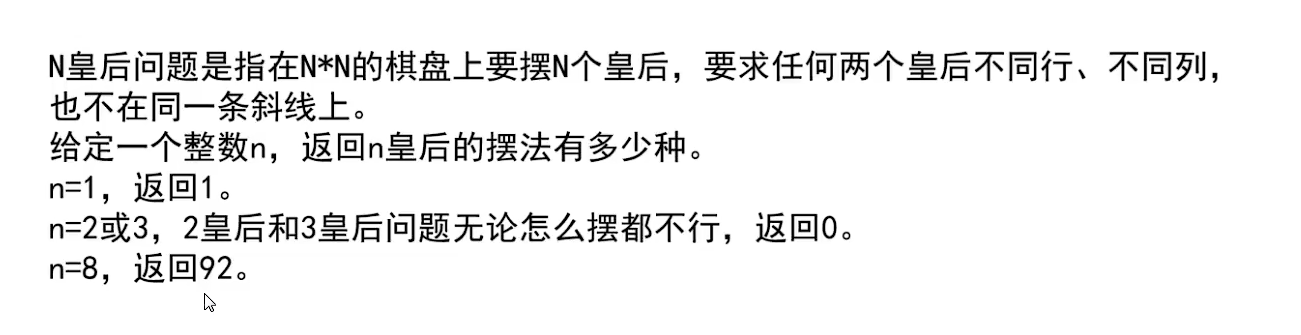 N皇后问题是指在N*N的棋盘上要摆N个皇后，要求任何两个皇后不同行、不同列，
也不在同一条斜线上。
给定一个整数n，返回n皇后的摆法有多少种。
n=1，返回1。
n=2或3，2皇后和3皇后问题无论怎么摆都不行，返回0。
n=8，返回92。